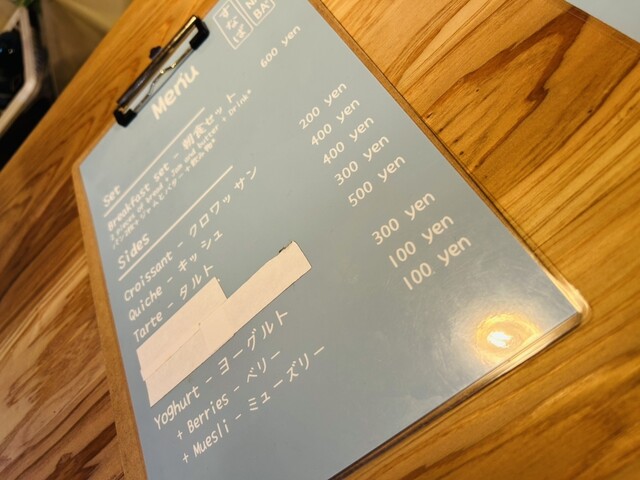 すなば
Menu
Set
Breakfast set - 朝食セット 600 yen
Sides
Croissant - クロワッサン 200 yen
Quiche - キッシュ 400 yen
Tarte - タルト 400 yen
300 yen
500 yen
Yoghurt - ヨーグルト 300 yen
+ Berries - ベリー 100 yen
+ Muesli - ミューズリー 100 yen